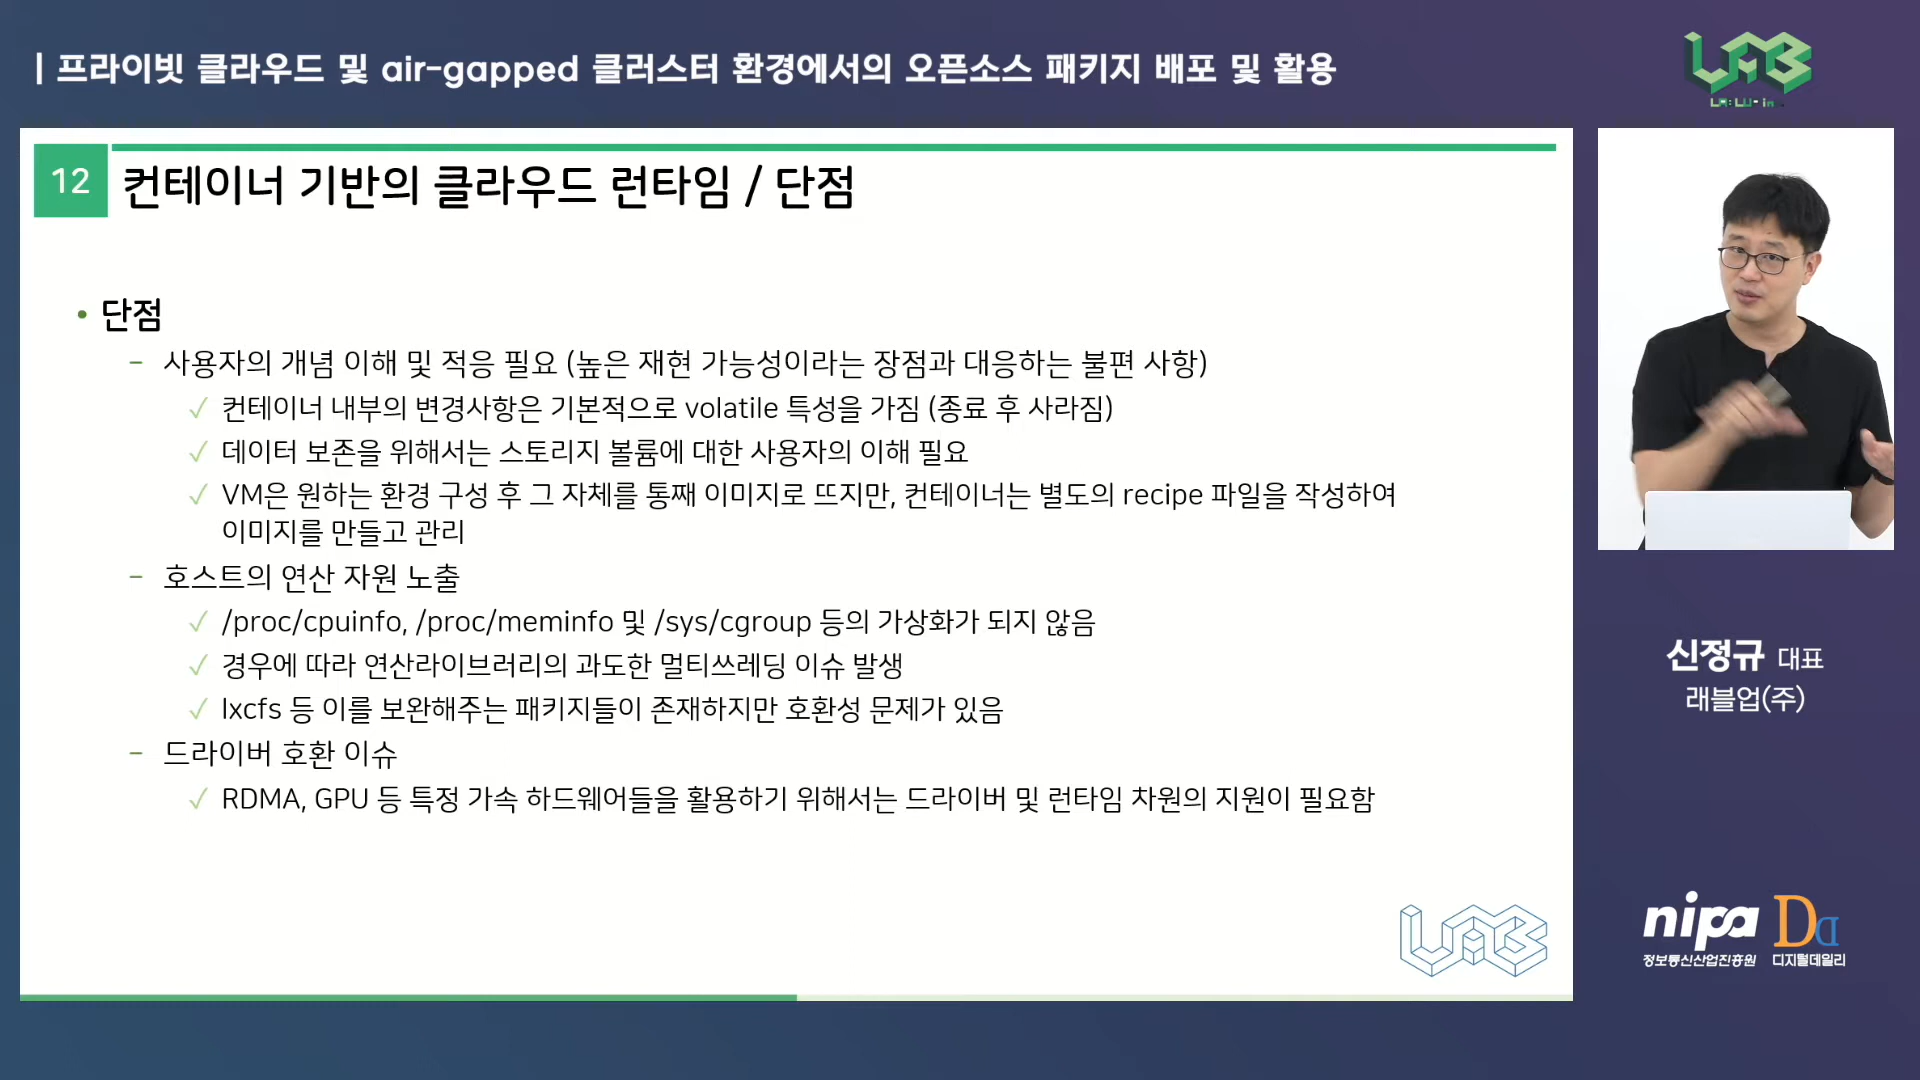 | 프라이빗 클라우드 및 air-gapped 클러스터 환경에서의 오픈소스 패키지 배포 및 활용
12
컨테이너 기반의 클라우드 런타임 / 단점
• 단점
– 사용자의 개념 이해 및 적응 필요 (높은 재현 가능성이라는 장점과 대응하는 불편 사항)
✓ 컨테이너 내부의 변경사항은 기본적으로 volatile 특성을 가짐 (종료 후 사라짐)
✓ 데이터 보존을 위해서는 스토리지 볼륨에 대한 사용자의 이해 필요
✓ VM은 원하는 환경 구성 후 그 자체를 통째 이미지로 뜨지만, 컨테이너는 별도의 recipe 파일을 작성하여
이미지를 만들고 관리
– 호스트의 연산 자원 노출
✓ /proc/cpuinfo, /proc/meminfo 및 /sys/cgroup 등의 가상화가 되지 않음
✓ 경우에 따라 연산라이브러리의 과도한 멀티쓰레딩 이슈 발생
✓ lxcfs 등 이를 보완해주는 패키지들이 존재하지만 호환성 문제가 있음
– 드라이버 호환 이슈
✓ RDMA, GPU 등 특정 가속 하드웨어들을 활용하기 위해서는 드라이버 및 런타임 차원의 지원이 필요함
신정규 대표
래블업(주)
nipa
정보통신산업진흥원
DD
디지털데일리